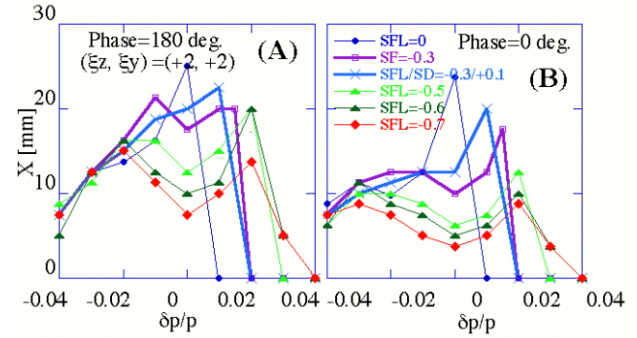 Phase=180 deg.
(ξz, ξy) =(+2, +2)
(A)
SFL=0
SF=-0.3
SFL/SD=-0.3/+0.1
SFL=-0.5
SFL=-0.6
SFL=-0.7
Phase=0 deg.
(B)
X [mm]
30
20
10
0
-0.04 -0.02 0 0.02 0.04
-0.04 -0.02 0 0.02 0.04
δp/p δp/p